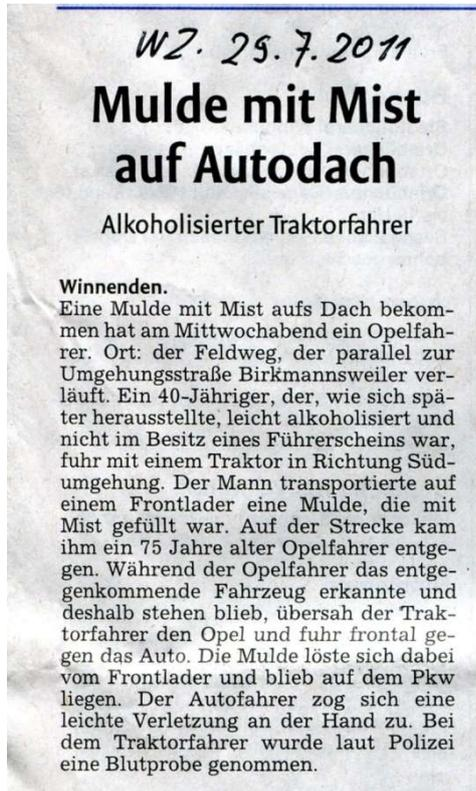 WZ. 29.7.2011
Mulde mit Mist
auf Autodach
Alkoholisierter Traktorfahrer
Winnenden.
Eine Mulde mit Mist aufs Dach bekom-
men hat am Mittwochabend ein Opelfah-
rer. Ort: der Feldweg, der parallel zur
Umgehungsstraße Birkmannsweiler ver-
läuft. Ein 40-Jähriger, der, wie sich spä-
ter herausstellte, leicht alkoholisiert und
nicht im Besitz eines Führerscheins war,
fuhr mit einem Traktor in Richtung Süd-
umgehung. Der Mann transportierte auf
einem Frontlader eine Mulde, die mit
Mist gefüllt war. Auf der Strecke kam
ihm ein 75 Jahre alter Opelfahrer entge-
gen. Während der Opelfahrer das entge-
genkommende Fahrzeug erkannte und
deshalb stehen blieb, übersah der Trak-
torfahrer den Opel und fuhr frontal ge-
gen das Auto. Die Mulde löste sich dabei
vom Frontlader und blieb auf dem Pkw
liegen. Der Autofahrer zog sich eine
leichte Verletzung an der Hand zu. Bei
dem Traktorfahrer wurde laut Polizei
eine Blutprobe genommen.